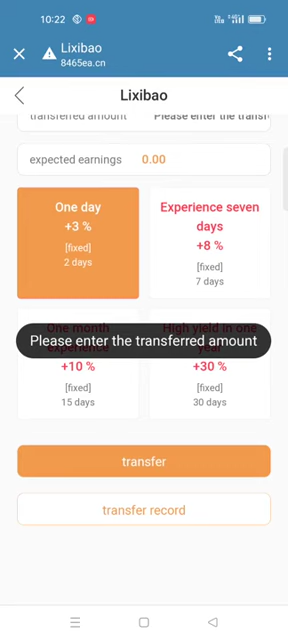 10:22
Lixibao
8465ea.cn
Lixibao
transferred amount Please enter the transf
expected earnings 0.00
One day
+3 %
[fixed]
2 days
Experience seven
days
+8 %
[fixed]
7 days
One month
experience
+10 %
[fixed]
15 days
High yield in one
year
+30 %
[fixed]
30 days
Please enter the transferred amount
transfer
transfer record